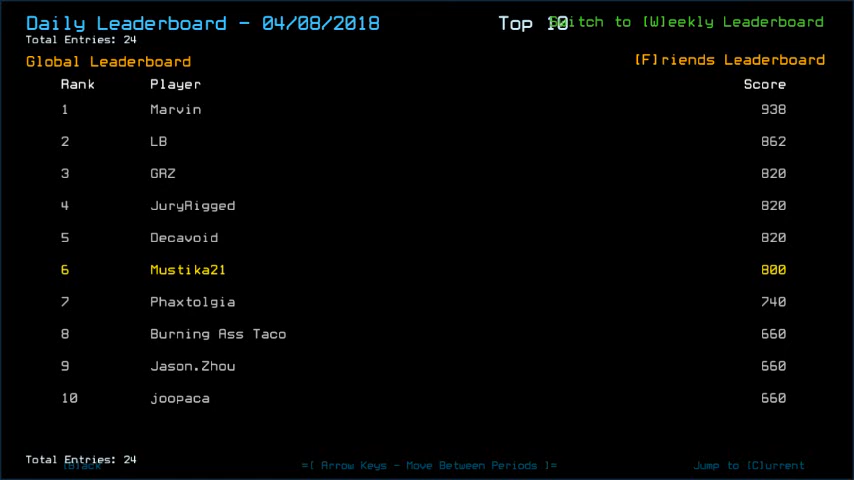 Daily Leaderboard - 04/08/2018 Top 10 Switch to [W]eekly Leaderboard
Total Entries: 24
Global Leaderboard [F]riends Leaderboard
Rank Player Score
1 Marvin 938
2 LB 862
3 GRZ 820
4 JuryRigged 820
5 Decavoid 820
6 Mustika21 800
7 Phaxtolgia 740
8 Burning Ass Taco 660
9 Jason.Zhou 660
10 joopaca 660
Total Entries: 24
[B]ack =[ Arrow Keys - Move Between Periods ]= Jump to [C]urrent